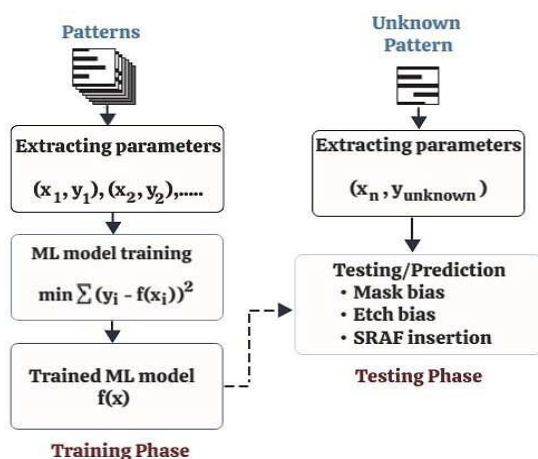 Patterns
Extracting parameters
(x₁, y₁), (x₂, y₂),.....
ML model training
min ∑ (yᵢ - f(xᵢ))²
Trained ML model
f(x)
Training Phase
Unknown
Pattern
Extracting parameters
(xₙ, y_unknown)
Testing/Prediction
• Mask bias
• Etch bias
• SRAF insertion
Testing Phase